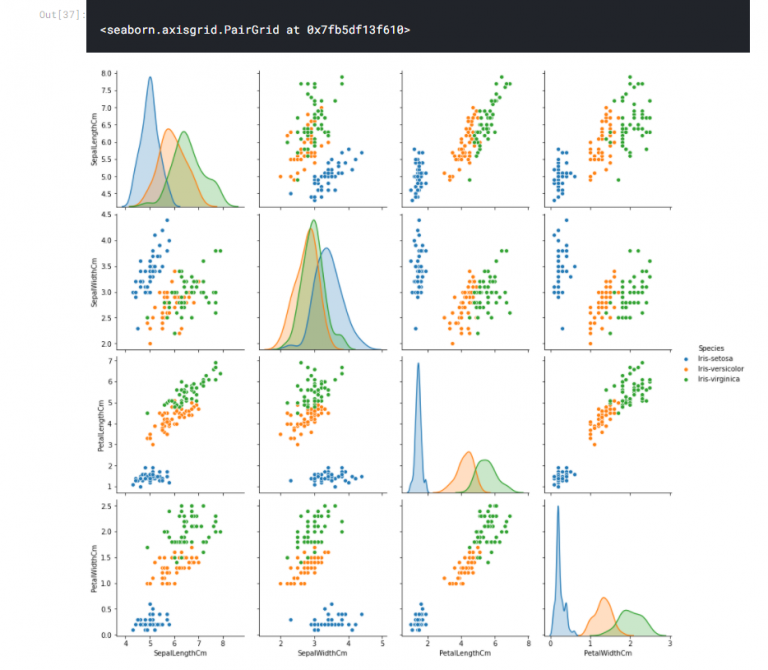 Out[37]:
<seaborn.axisgrid.PairGrid at 0x7fb5df13f610>
8.0
7.5
7.0
6.5
6.0
5.5
5.0
4.5
SepalLengthCm
4.5
4.0
3.5
3.0
2.5
2.0
SepalWidthCm
Species
Iris-setosa
Iris-versicolor
Iris-virginica
7
6
5
4
3
2
1
PetalLengthCm
2.5
2.0
1.5
1.0
0.5
0.0
PetalWidthCm
4 5 6 7 8
2 3 4 5
2 4 6 8
0 1 2 3
SepalLengthCm
SepalWidthCm
PetalLengthCm
PetalWidthCm